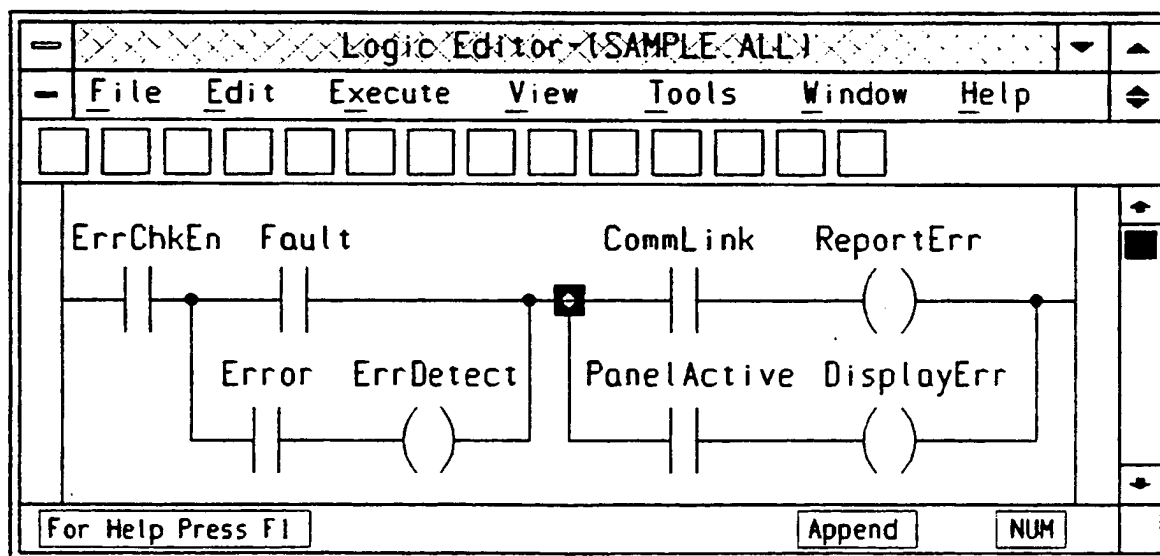 Logic Editor-(SAMPLE.ALL)
File Edit Execute View Tools Window Help
ErrChkEn Fault CommLink ReportErr
Error ErrDetect PanelActive DisplayErr
For Help Press F1 Append NUM